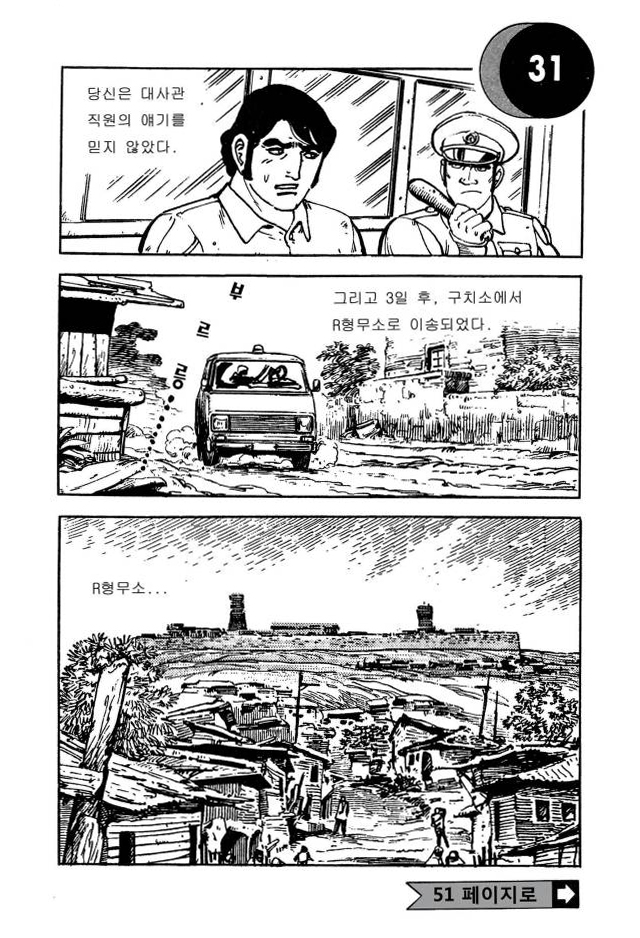 31
당신은 대사관
직원의 얘기를
믿지 않았다.
부
르
릉
그리고 3일 후, 구치소에서
R형무소로 이송되었다.
R형무소...
51 페이지로